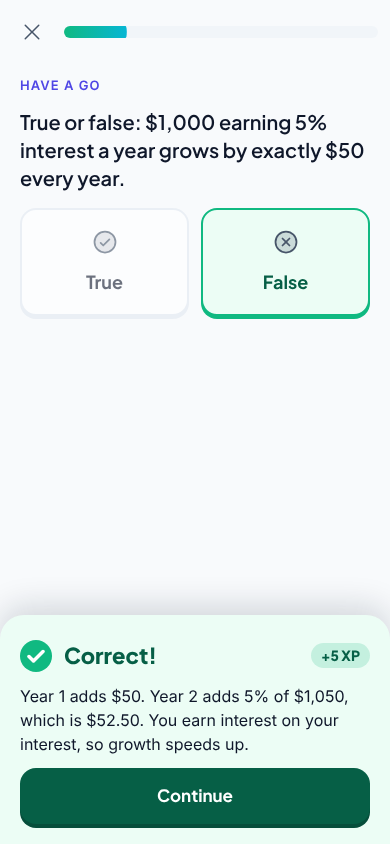 HAVE A GO
True or false: $1,000 earning 5%
interest a year grows by exactly $50
every year.
True
False
Correct!
+5 XP
Year 1 adds $50. Year 2 adds 5% of $1,050,
which is $52.50. You earn interest on your
interest, so growth speeds up.
Continue